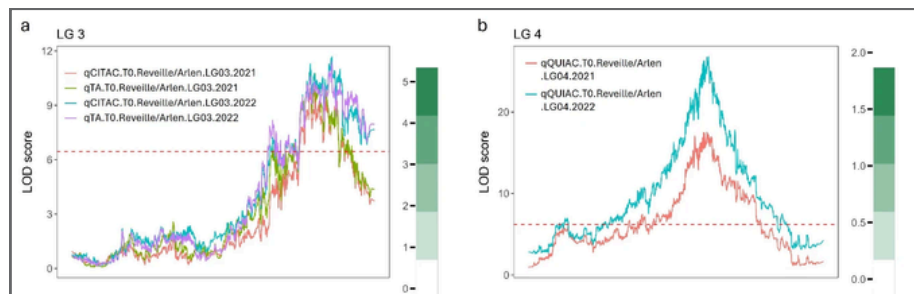 a
LG 3
12
9
6
3
0
LOD score
qCITAC.T0.Reveille/Arlen.LG03.2021
qTA.T0.Reveille/Arlen.LG03.2021
qCITAC.T0.Reveille/Arlen.LG03.2022
qTA.T0.Reveille/Arlen.LG03.2022
5
4
3
2
1
0
b
LG 4
20
10
0
LOD score
qQUIAC.T0.Reveille/Arlen
.LG04.2021
qQUIAC.T0.Reveille/Arlen
.LG04.2022
2.0
1.5
1.0
0.5
0.0